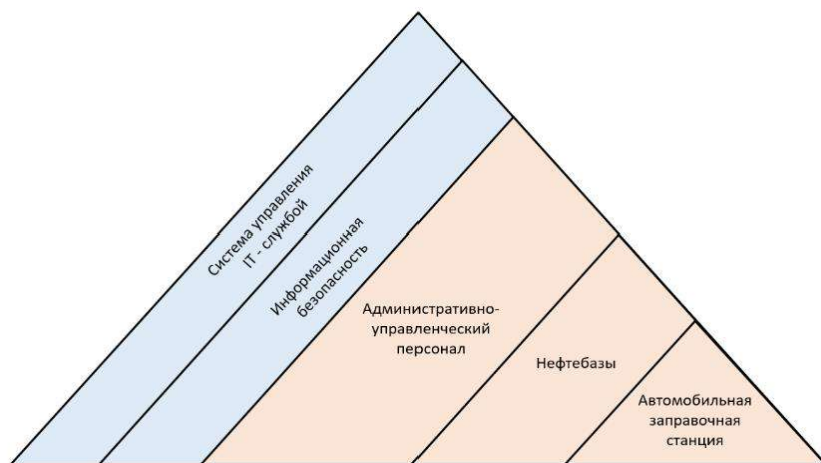 Система управления
IT - службой
Информационная
безопасность
Административно-
управленческий
персонал
Нефтебазы
Автомобильная
заправочная
станция